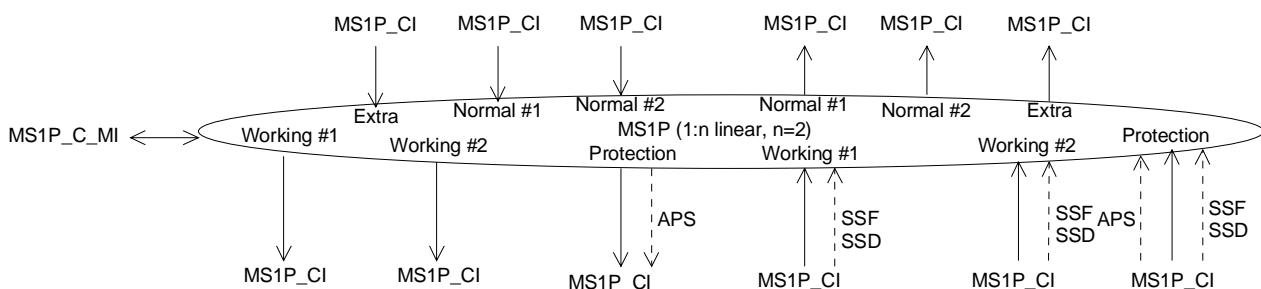 MS1P_CI MS1P_CI MS1P_CI MS1P_CI MS1P_CI MS1P_CI
Extra Normal #1 Normal #2 Normal #1 Normal #2 Extra
MS1P_C_MI
MS1P (1:n linear, n=2)
Working #1 Working #2 Protection Working #1 Working #2 Protection
APS
SSF
SSD
SSF
SSD
APS
SSF
SSD
MS1P_CI MS1P_CI MS1P_CI MS1P_CI MS1P_CI MS1P_CI